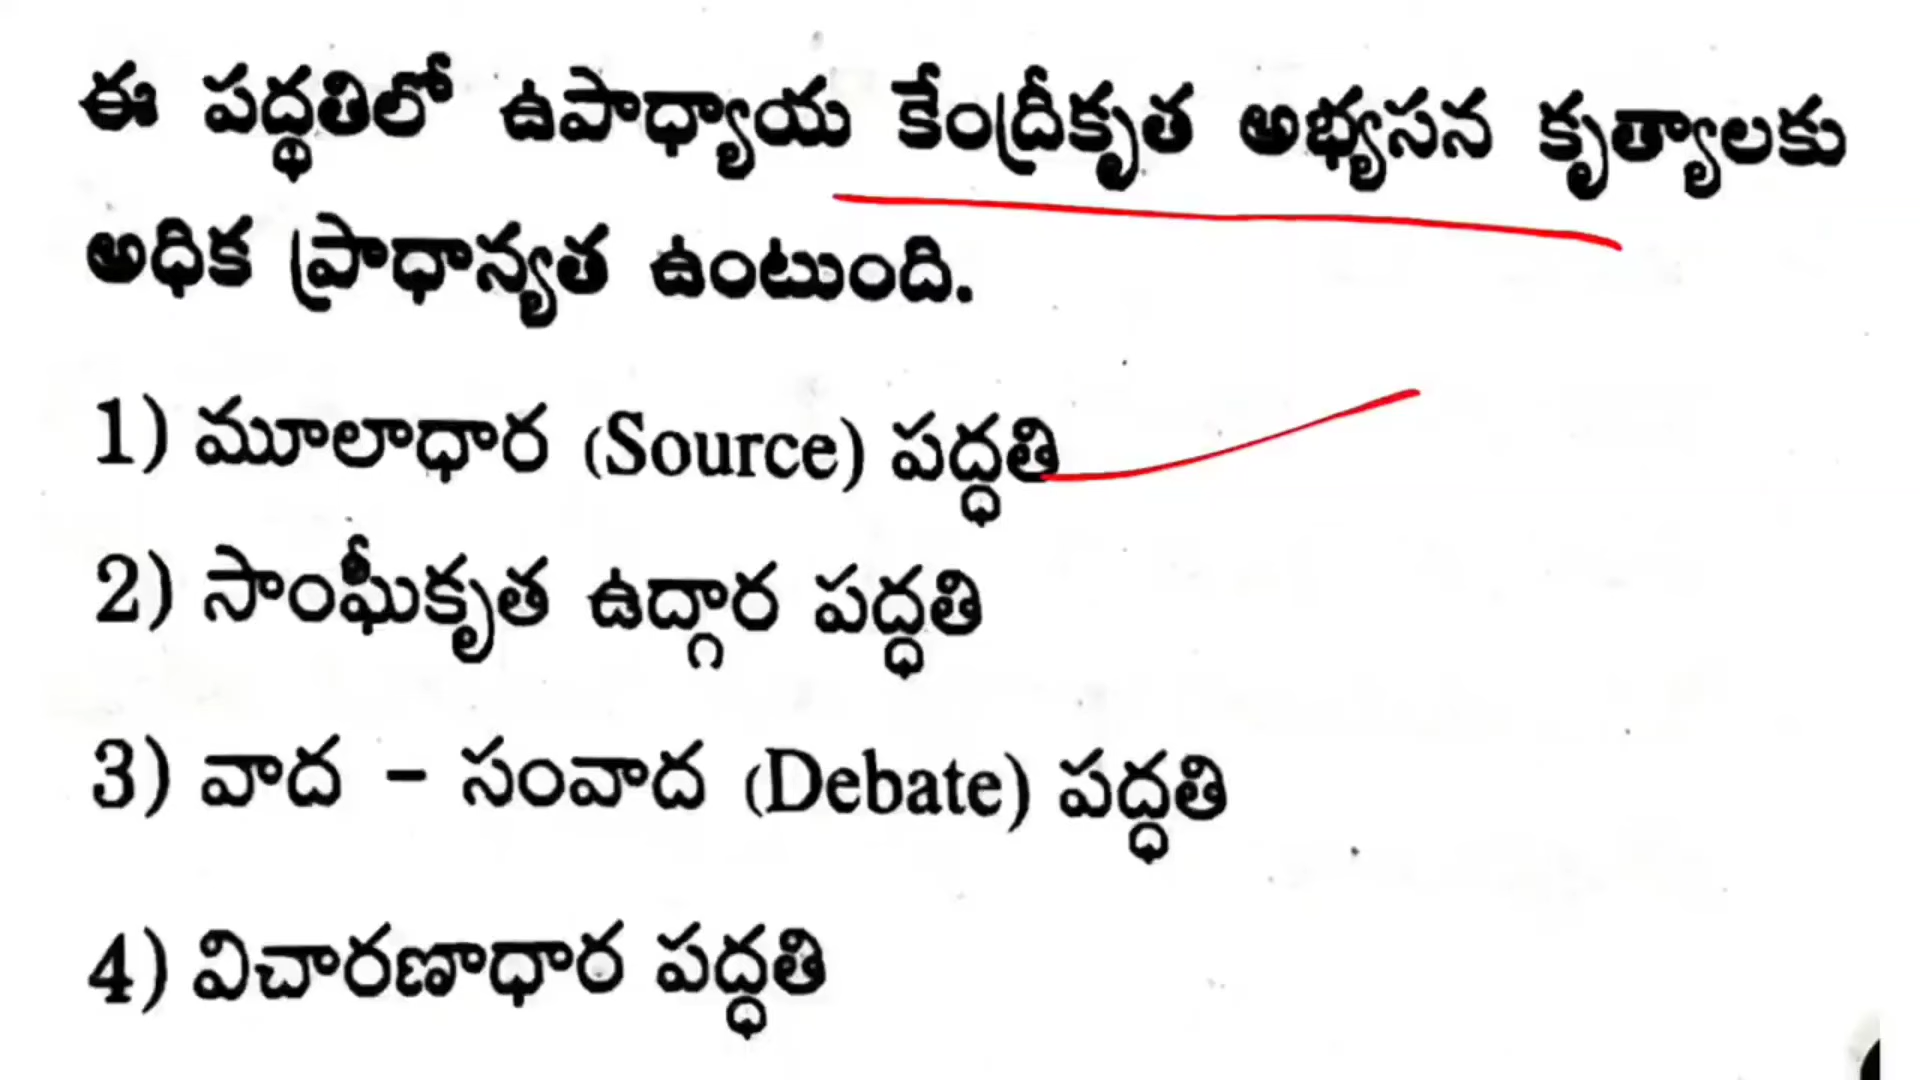 ఈ పద్ధతిలో ఉపాధ్యాయ కేంద్రీకృత అభ్యసన కృత్యాలకు
అధిక ప్రాధాన్యత ఉంటుంది.
1) మూలాధార (Source) పద్ధతి
2) సాంఘీకృత ఉద్గార పద్ధతి
3) వాద - సంవాద (Debate) పద్ధతి
4) విచారణాధార పద్ధతి